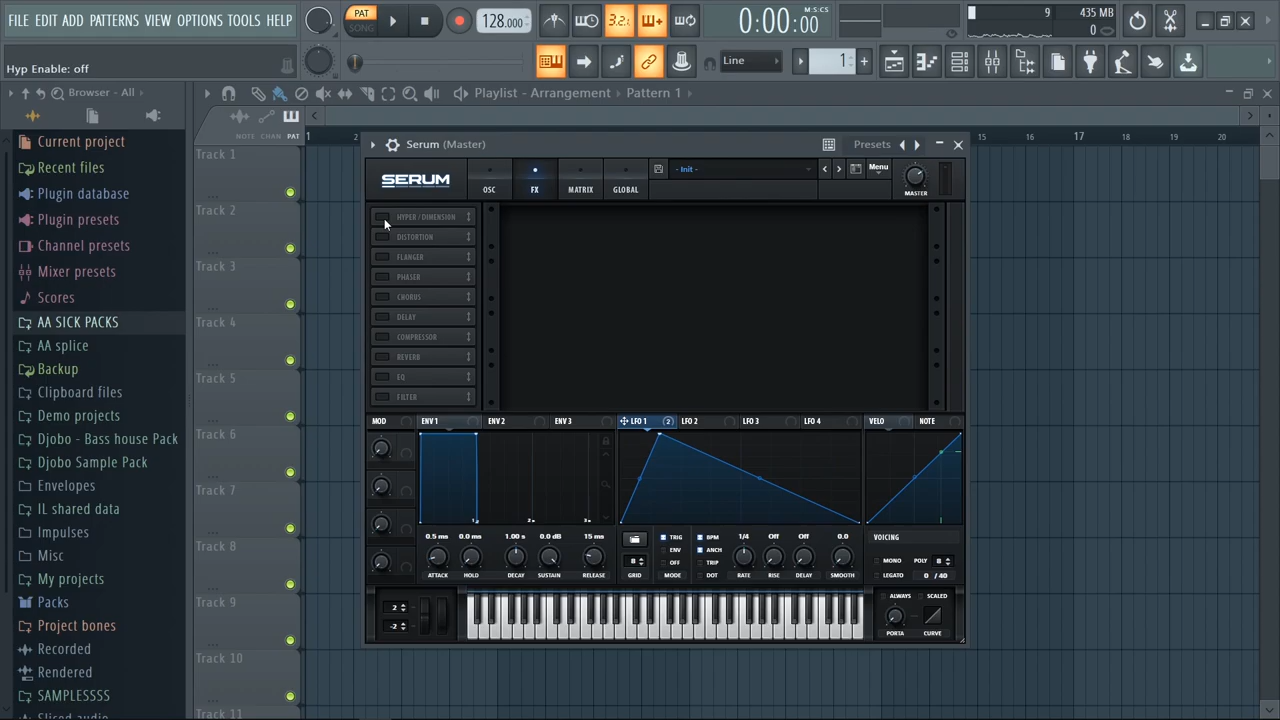 FILE EDIT ADD PATTERNS VIEW OPTIONS TOOLS HELP
PAT
SONG
128.000
3.2.
0:00:00
M:S:CS
9
435 MB
0
Hyp Enable: off
Line
1
Browser - All
Playlist - Arrangement
Pattern 1
NOTE CHAN PAT
1 2 15 16 17 18 19 20
Current project
Recent files
Plugin database
Plugin presets
Channel presets
Mixer presets
Scores
AA SICK PACKS
AA splice
Backup
Clipboard files
Demo projects
Djobo - Bass house Pack
Djobo Sample Pack
Envelopes
IL shared data
Impulses
Misc
My projects
Packs
Project bones
Recorded
Rendered
SAMPLESSSS
Sliced audio
Track 1
Track 2
Track 3
Track 4
Track 5
Track 6
Track 7
Track 8
Track 9
Track 10
Track 11
Serum (Master)
Presets
SERUM
OSC
FX
MATRIX
GLOBAL
- Init -
Menu
MASTER
HYPER / DIMENSION
DISTORTION
FLANGER
PHASER
CHORUS
DELAY
COMPRESSOR
REVERB
EQ
FILTER
MOD
ENV 1
ENV 2
ENV 3
LFO 1
2
LFO 2
LFO 3
LFO 4
VELO
NOTE
0.5 ms
0.0 ms
1.00 s
0.0 dB
15 ms
ATTACK
HOLD
DECAY
SUSTAIN
RELEASE
8
GRID
TRIG
ENV
OFF
MODE
BPM
ANCH
TRIP
DOT
1/4
Off
Off
0.0
RATE
RISE
DELAY
SMOOTH
VOICING
MONO
POLY
8
LEGATO
0 / 40
2
-2
ALWAYS
SCALED
PORTA
CURVE